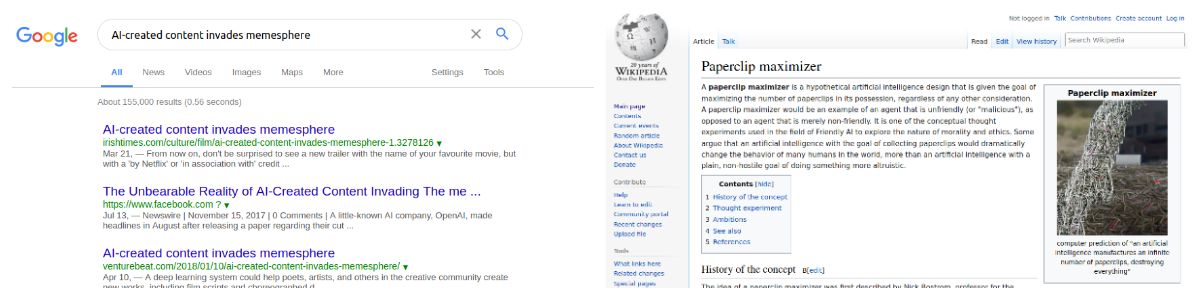 Google
AI-created content invades memesphere
All News Videos Images Maps More Settings Tools
About 155,000 results (0.56 seconds)
AI-created content invades memesphere
irishtimes.com/culture/film/ai-created-content-invades-memesphere-1.3278126
Mar 21, — From now on, don't be surprised to see a new trailer with the name of your favourite movie, but
with a 'by Netflix' or 'in association with' credit ...
The Unbearable Reality of AI-Created Content Invading The me ...
https://www.facebook.com ?
Jul 13, — Newswire | November 15, 2017 | 0 Comments | A little-known AI company, OpenAI, made
headlines in August after releasing a paper regarding their cut ...
AI-created content invades memesphere
venturebeat.com/2018/01/10/ai-created-content-invades-memesphere/
Apr 10, — A deep learning system could help poets, artists, and others in the creative community create
new works, including film scripts and choreographed d
WIKIPEDIA
Main page
Contents
Current events
Random article
About Wikipedia
Contact us
Donate
Contribute
Help
Learn to edit
Community portal
Recent changes
Upload file
Tools
What links here
Related changes
Special pages
Not logged in Talk Contributions Create account Log in
Article Talk Read Edit View history Search Wikipedia
Paperclip maximizer
A paperclip maximizer is a hypothetical artificial intelligence design that is given the goal of
maximizing the number of paperclips in its possession, regardless of any other consideration.
A paperclip maximizer would be an example of an agent that is unfriendly (or "malicious"), as
opposed to an agent that is merely non-friendly. It is one of the conceptual thought
experiments used in the field of Friendly AI to explore the nature of morality and ethics. Some
argue that an artificial intelligence with the goal of collecting paperclips would dramatically
change the behavior of many humans in the world, more than an artificial intelligence with a
plain, non-hostile goal of doing something more altruistic.
Contents [hide]
1 History of the concept
2 Thought experiment
3 Ambitions
4 See also
5 References
History of the concept B[edit]
The idea of a paperclip maximizer was first described by Nick Bostrom, professor for the
Paperclip maximizer
computer prediction of "an artificial
intelligence manufactures an infinite
number of paperclips, destroying
everything"